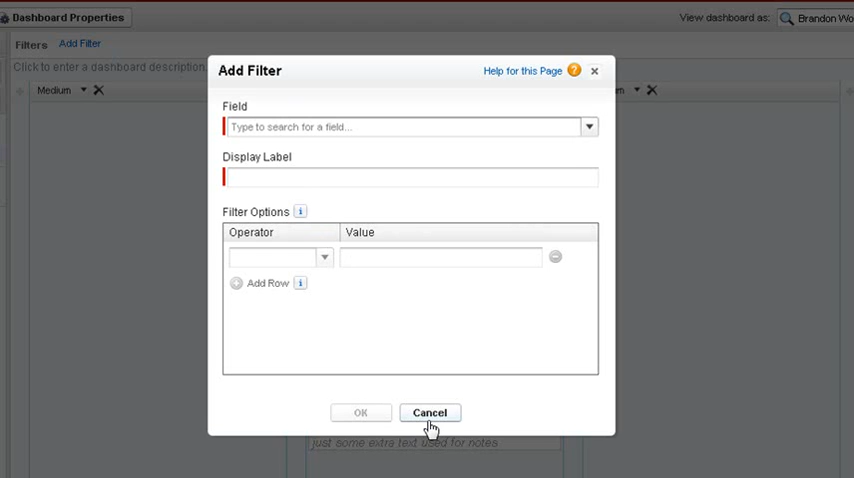 Dashboard Properties
View dashboard as: Brandon Wo
Filters Add Filter
Click to enter a dashboard description.
Medium
m
Add Filter
Help for this Page ?
Field
Type to search for a field...
Display Label
Filter Options i
Operator Value
Add Row i
OK Cancel
just some extra text used for notes